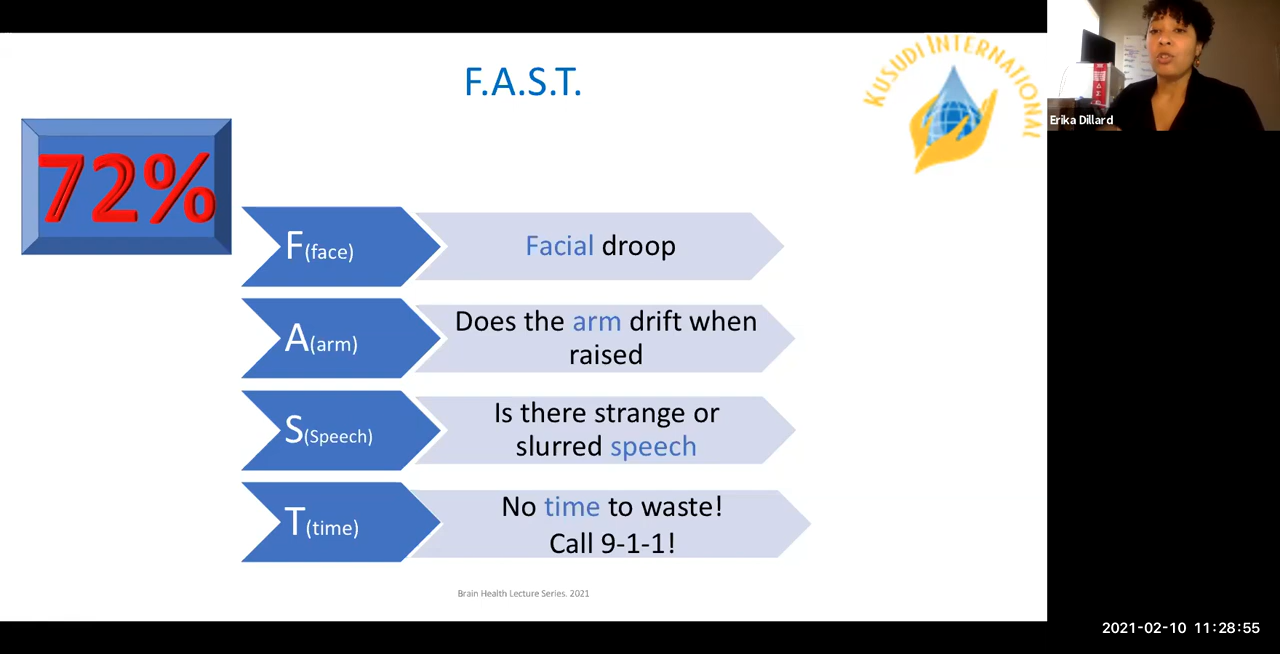 F.A.S.T.
KUSUDI INTERNATIONAL
Erika Dillard
72%
F(face)
Facial droop
A(arm)
Does the arm drift when
raised
S(Speech)
Is there strange or
slurred speech
T(time)
No time to waste!
Call 9-1-1!
Brain Health Lecture Series. 2021
2021-02-10 11:28:55